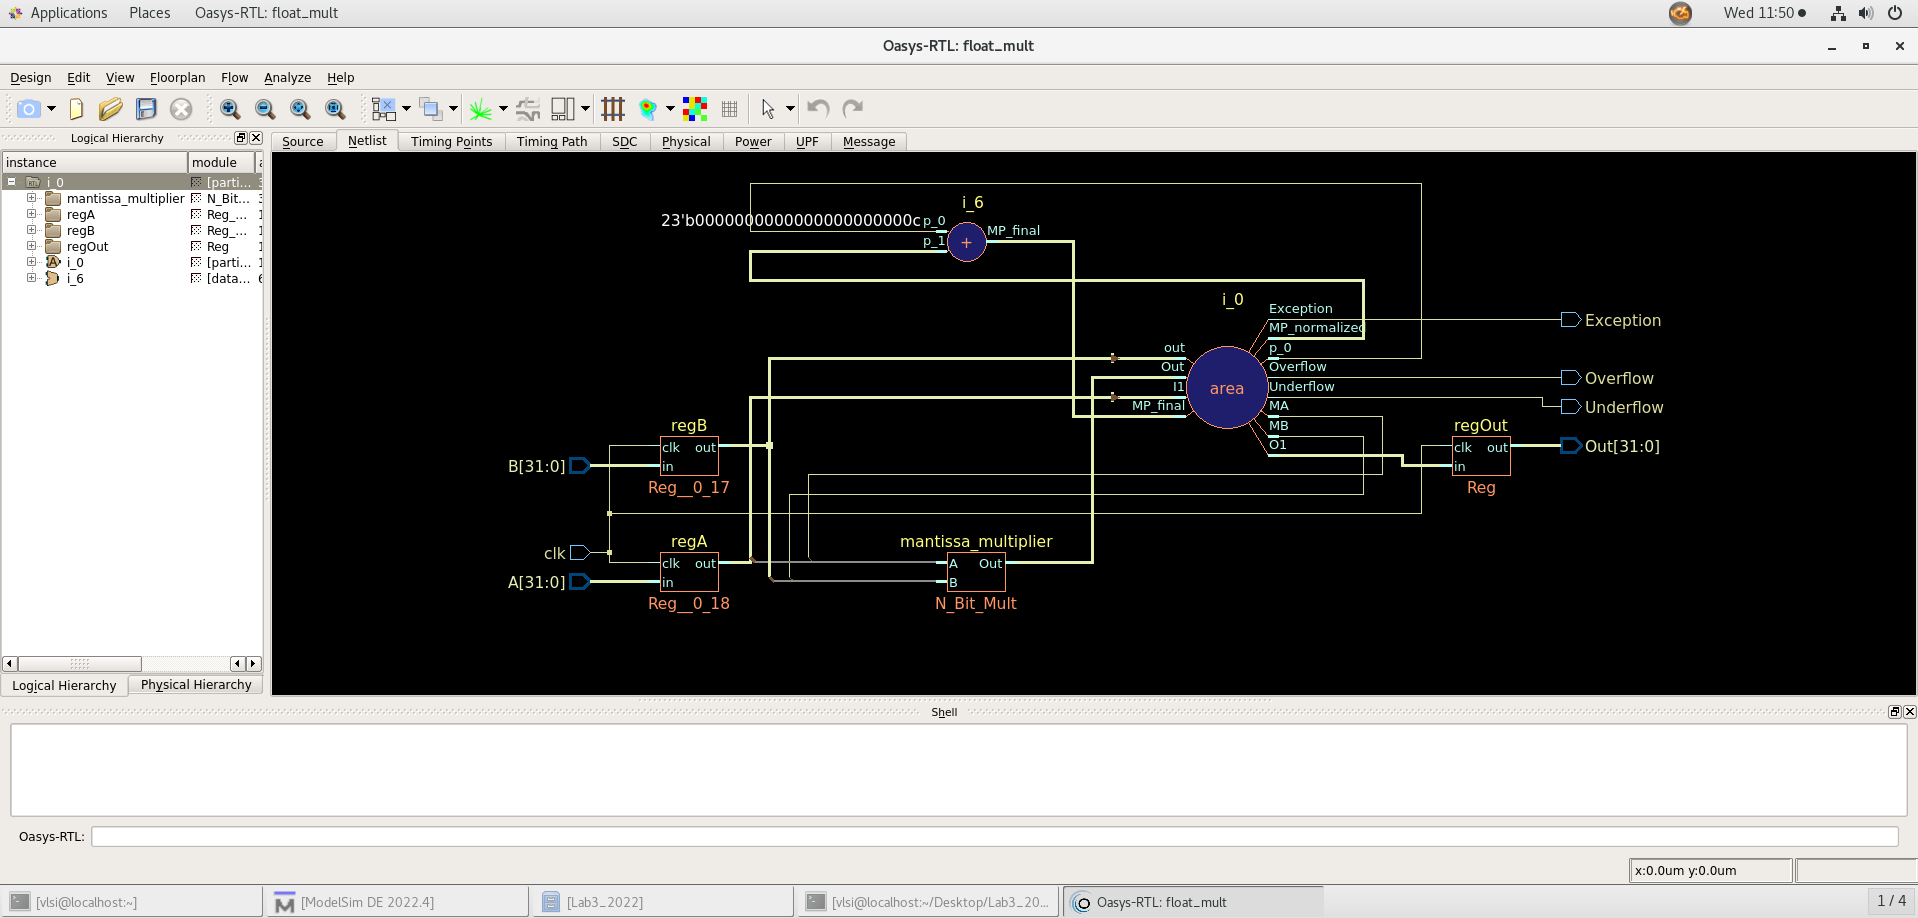 Applications Places Oasys-RTL: float_mult Wed 11:50
Oasys-RTL: float_mult
Design Edit View Floorplan Flow Analyze Help
Logical Hierarchy
Source Netlist Timing Points Timing Path SDC Physical Power UPF Message
instance module
i_0 [parti...
mantissa_multiplier N_Bit...
regA Reg_...
regB Reg_...
regOut Reg
i_0 [parti...
i_6 [data...
i_6
23'b0000000000000000000000c p_0
MP_final
p_1
+
i_0
Exception
Exception
MP_normalized
out
p_0
Out
Overflow
Overflow
I1
Underflow
Underflow
MP_final
MA
area
MB
O1
regB
clk out
in
B[31:0]
Reg__0_17
regOut
clk out
in
Out[31:0]
Reg
clk
regA
clk out
in
A[31:0]
Reg__0_18
mantissa_multiplier
A Out
B
N_Bit_Mult
Logical Hierarchy Physical Hierarchy
Shell
Oasys-RTL:
x:0.0um y:0.0um
[vlsi@localhost:~] [ModelSim DE 2022.4] [Lab3_2022] [vlsi@localhost:~/Desktop/Lab3_20... Oasys-RTL: float_mult 1 / 4